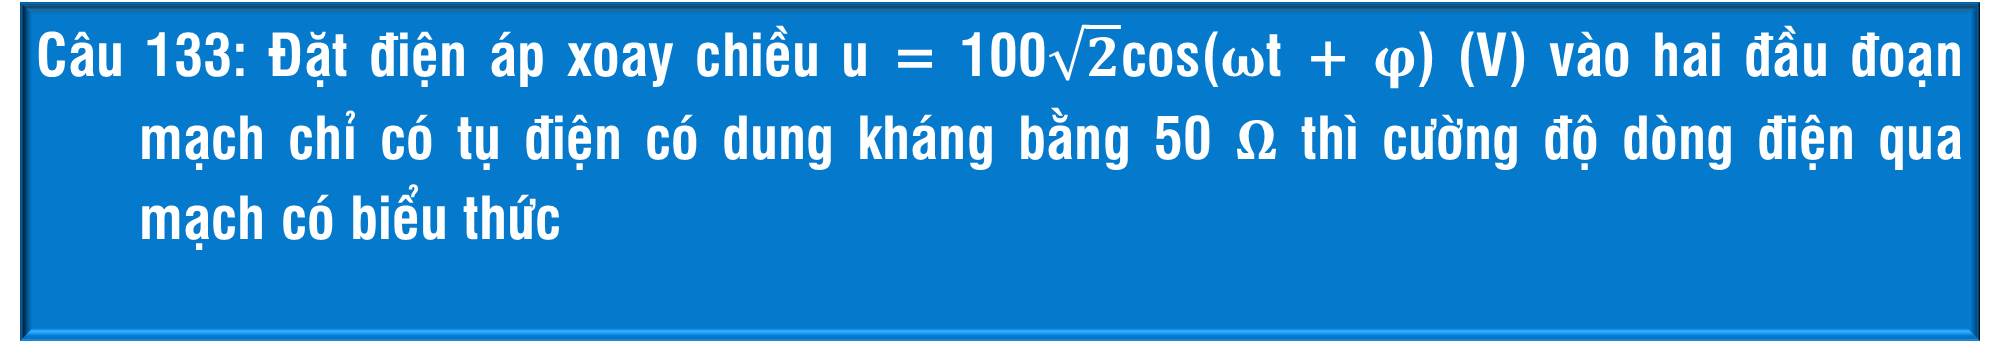 Câu 133: Đặt điện áp xoay chiều u = 100√2cos(ωt + φ) (V) vào hai đầu đoạn
mạch chỉ có tụ điện có dung kháng bằng 50 Ω thì cường độ dòng điện qua
mạch có biểu thức